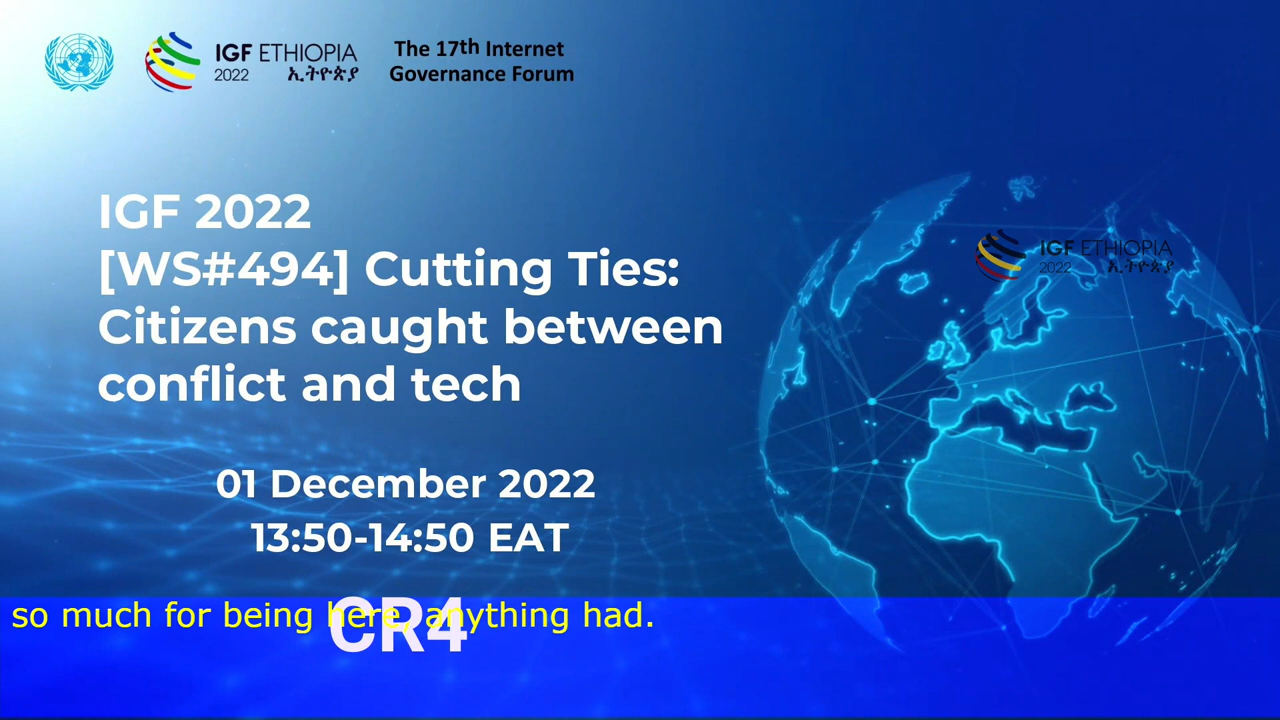 IGF ETHIOPIA
2022 ኢትዮጵያ
The 17th Internet
Governance Forum
IGF 2022
[WS#494] Cutting Ties:
Citizens caught between
conflict and tech
IGF ETHIOPIA
2022 ኢትዮጵያ
01 December 2022
13:50-14:50 EAT
CR4
so much for being here, anything had.